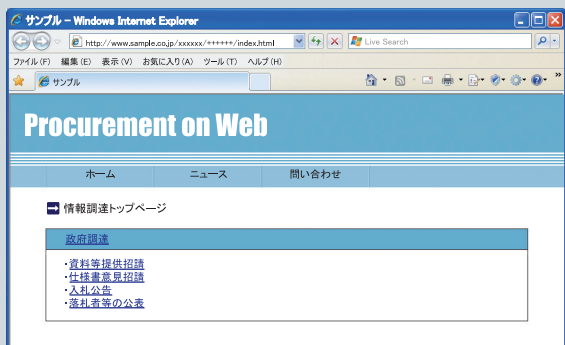 サンプル - Windows Internet Explorer
http://www.sample.co.jp/xxxxxx/++++++/index.html
Live Search
ファイル(F) 編集(E) 表示(V) お気に入り(A) ツール(T) ヘルプ(H)
サンプル
Procurement on Web
ホーム ニュース 問い合わせ
情報調達トップページ
政府調達
・資料等提供招請
・仕様書意見招請
・入札公告
・落札者等の公表